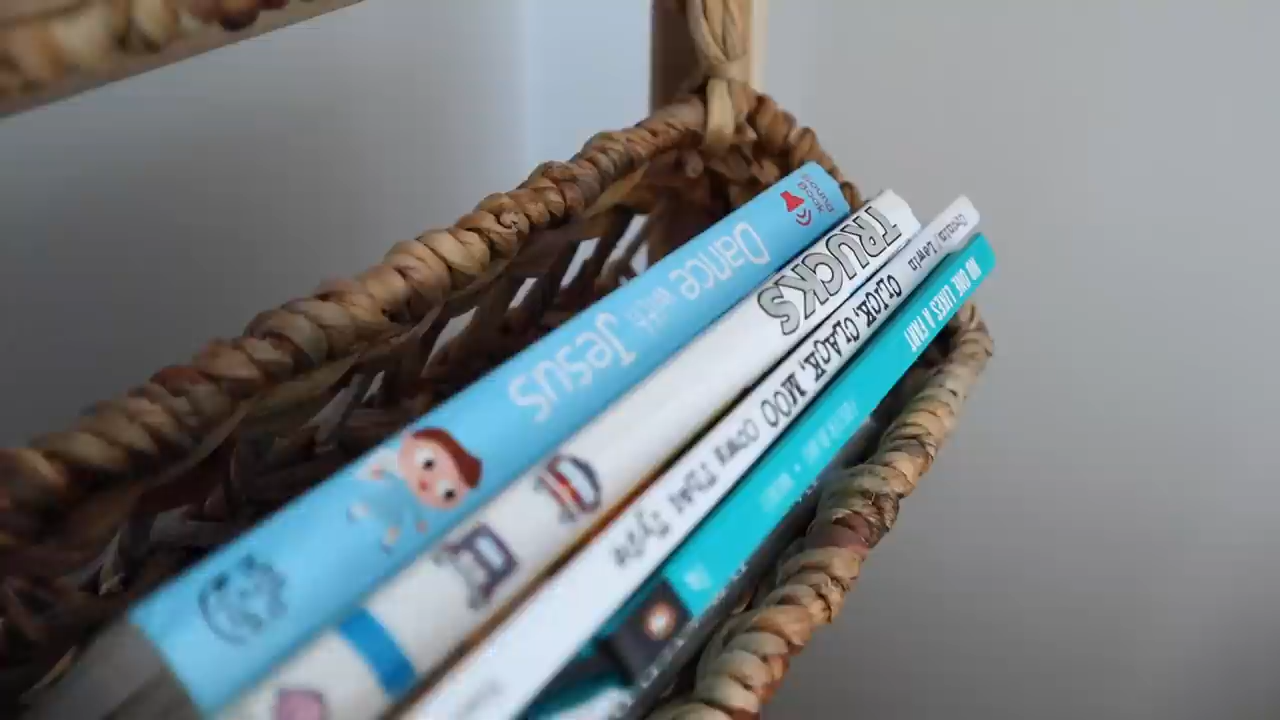 Dance with Jesus
TRUCKS
Cronin / Lewin CLICK, CLACK, MOO Cows That Type
NO ONE LIKES A FART